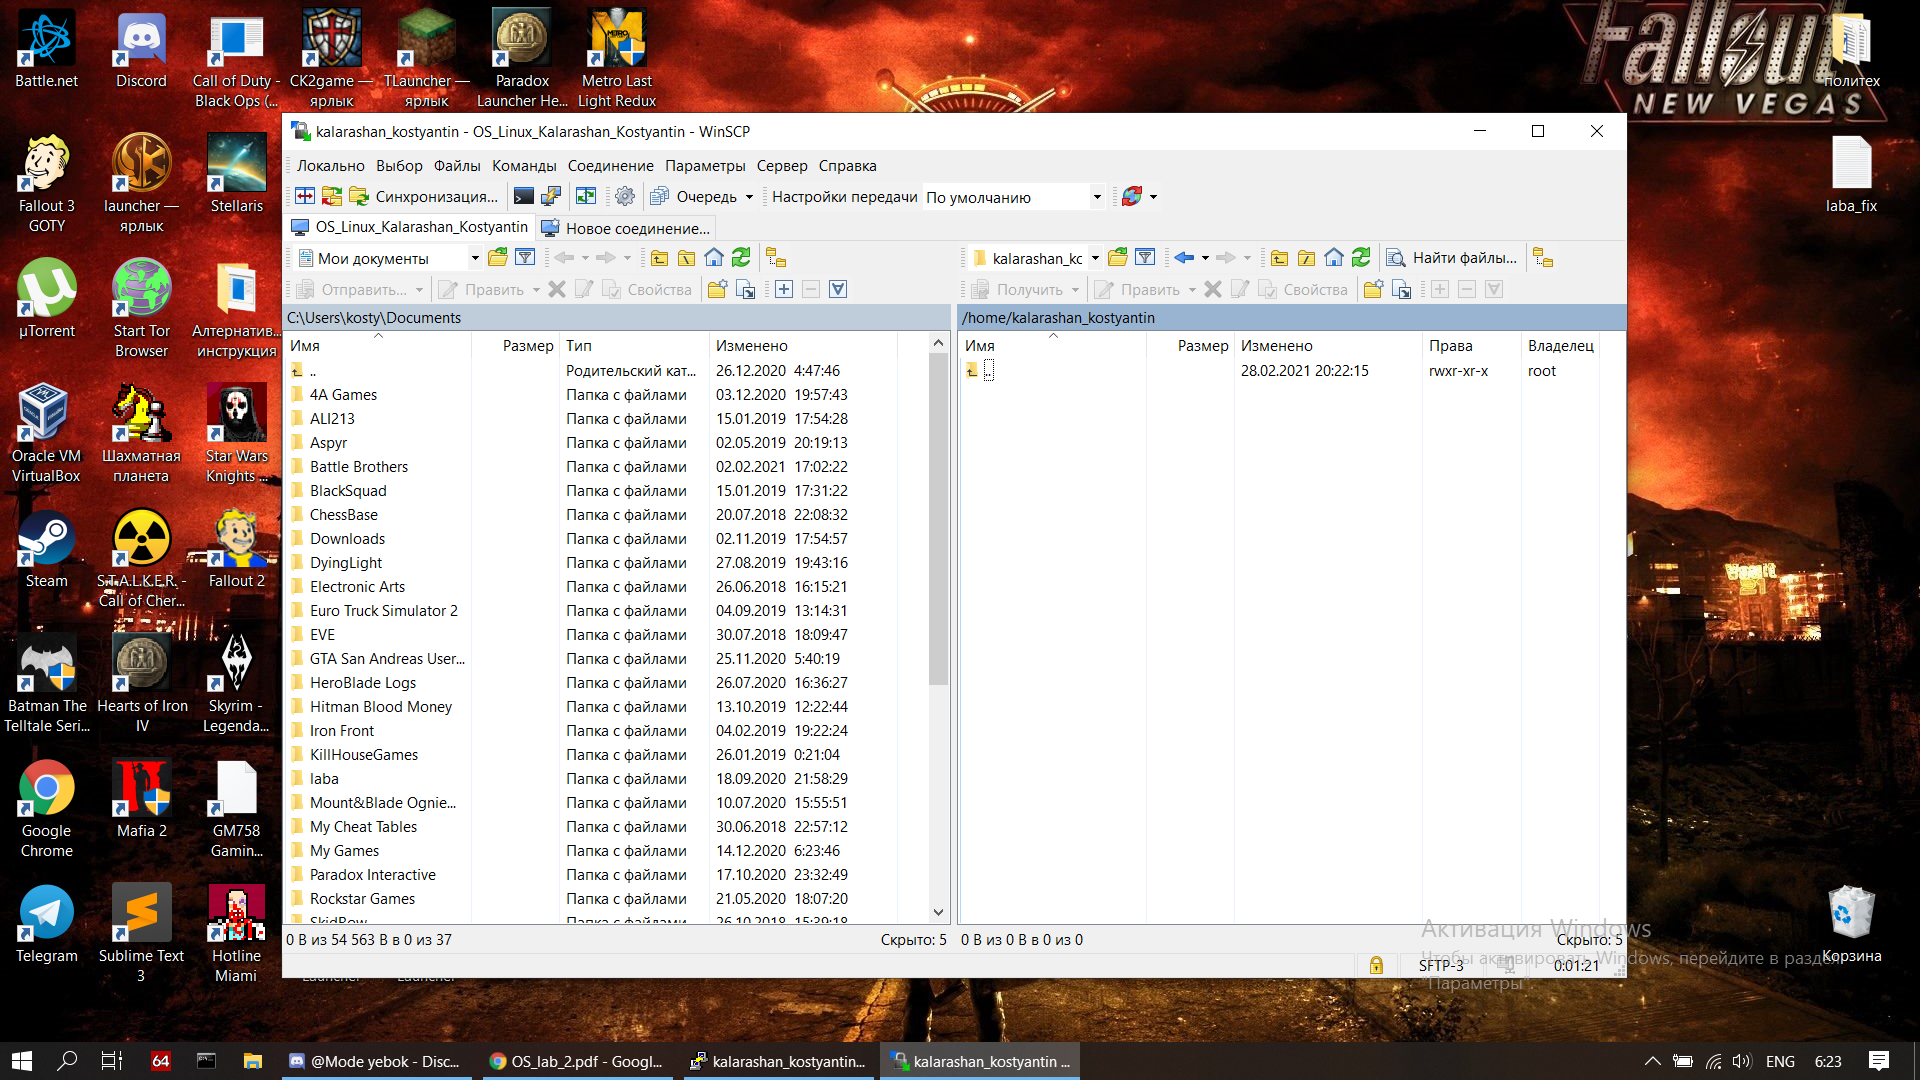 Battle.net
Discord
Call of Duty -
Black Ops (...
CK2game —
ярлык
TLauncher —
ярлык
Paradox
Launcher He...
METRO
Metro Last
Light Redux
Fallout
NEW VEGAS
политех
Fallout 3
GOTY
launcher —
ярлык
Stellaris
laba_fix
µTorrent
Start Tor
Browser
Алтернатив...
инструкция
Oracle VM
VirtualBox
Шахматная
планета
Star Wars
Knights ...
Steam
S.T.A.L.K.E.R. -
Call of Cher...
Fallout 2
Batman The
Telltale Seri...
Hearts of Iron
IV
Skyrim -
Legenda...
Google
Chrome
Mafia 2
GM758
Gamin...
Telegram
Sublime Text
3
Hotline
Miami
Корзина
kalarashan_kostyantin - OS_Linux_Kalarashan_Kostyantin - WinSCP
Локально Выбор Файлы Команды Соединение Параметры Сервер Справка
Синхронизация... Очередь Настройки передачи По умолчанию
OS_Linux_Kalarashan_Kostyantin Новое соединение...
Мои документы
kalarashan_kc Найти файлы...
Отправить... Править Свойства
Получить Править Свойства
C:\Users\kosty\Documents
/home/kalarashan_kostyantin
Имя Размер Тип Изменено
Имя Размер Изменено Права Владелец
.. Родительский кат... 26.12.2020 4:47:46
.. 28.02.2021 20:22:15 rwxr-xr-x root
4A Games Папка с файлами 03.12.2020 19:57:43
ALI213 Папка с файлами 15.01.2019 17:54:28
Aspyr Папка с файлами 02.05.2019 20:19:13
Battle Brothers Папка с файлами 02.02.2021 17:02:22
BlackSquad Папка с файлами 15.01.2019 17:31:22
ChessBase Папка с файлами 20.07.2018 22:08:32
Downloads Папка с файлами 02.11.2019 17:54:57
DyingLight Папка с файлами 27.08.2019 19:43:16
Electronic Arts Папка с файлами 26.06.2018 16:15:21
Euro Truck Simulator 2 Папка с файлами 04.09.2019 13:14:31
EVE Папка с файлами 30.07.2018 18:09:47
GTA San Andreas User... Папка с файлами 25.11.2020 5:40:19
HeroBlade Logs Папка с файлами 26.07.2020 16:36:27
Hitman Blood Money Папка с файлами 13.10.2019 12:22:44
Iron Front Папка с файлами 04.02.2019 19:22:24
KillHouseGames Папка с файлами 26.01.2019 0:21:04
laba Папка с файлами 18.09.2020 21:58:29
Mount&Blade Ognie... Папка с файлами 10.07.2020 15:55:51
My Cheat Tables Папка с файлами 30.06.2018 22:57:12
My Games Папка с файлами 14.12.2020 6:23:46
Paradox Interactive Папка с файлами 17.10.2020 23:32:49
Rockstar Games Папка с файлами 21.05.2020 18:07:20
SkidRow Папка с файлами 26.10.2018 15:39:18
0 B из 54 563 B в 0 из 37 Скрыто: 5
0 B из 0 B в 0 из 0 Скрыто: 5
SFTP-3 0:01:21
Активация Windows
Чтобы активировать Windows, перейдите в раздел
"Параметры".
64 @Mode yebok - Disc... OS_lab_2.pdf - Googl... kalarashan_kostyantin... kalarashan_kostyantin ... ENG 6:23